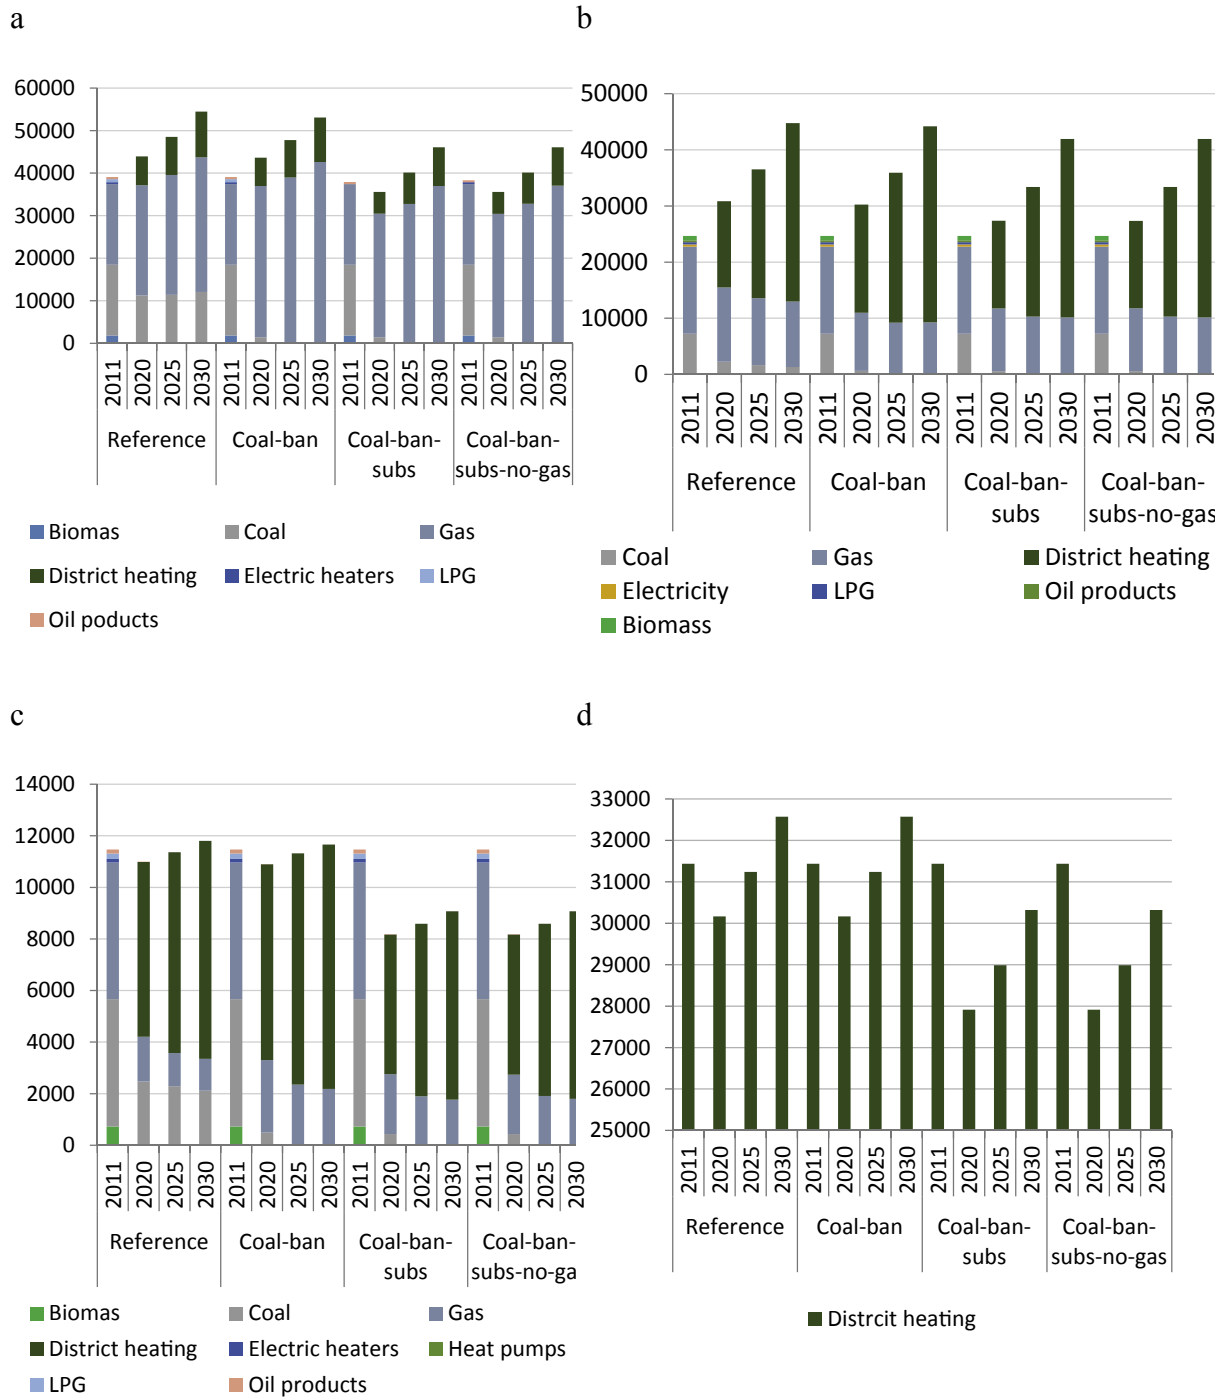 a
60000
50000
40000
30000
20000
10000
0
2011 2020 2025 2030 2011 2020 2025 2030 2011 2020 2025 2030 2011 2020 2025 2030
Reference Coal-ban Coal-ban-subs Coal-ban-subs-no-gas
Biomas Coal Gas
District heating Electric heaters LPG
Oil poducts
b
50000
40000
30000
20000
10000
0
2011 2020 2025 2030 2011 2020 2025 2030 2011 2020 2025 2030 2011 2020 2025 2030
Reference Coal-ban Coal-ban-subs Coal-ban-subs-no-gas
Coal Gas District heating
Electricity LPG Oil products
Biomass
c
14000
12000
10000
8000
6000
4000
2000
0
2011 2020 2025 2030 2011 2020 2025 2030 2011 2020 2025 2030 2011 2020 2025 2030
Reference Coal-ban Coal-ban-subs Coal-ban-subs-no-ga
Biomas Coal Gas
District heating Electric heaters Heat pumps
LPG Oil products
d
33000
32000
31000
30000
29000
28000
27000
26000
25000
2011 2020 2025 2030 2011 2020 2025 2030 2011 2020 2025 2030 2011 2020 2025 2030
Reference Coal-ban Coal-ban-subs Coal-ban-subs-no-gas
Distrcit heating